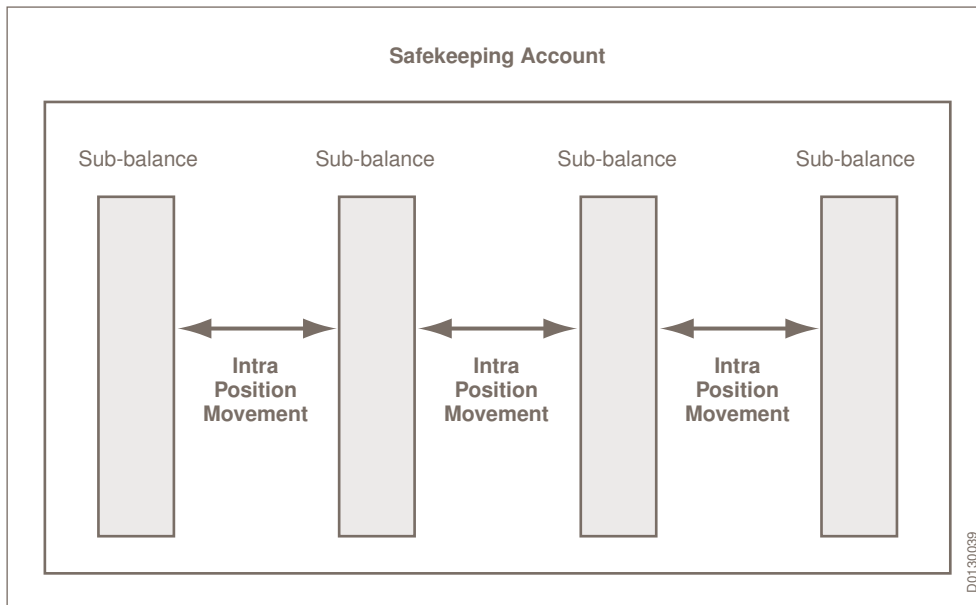 Safekeeping Account
Sub-balance
Sub-balance
Sub-balance
Sub-balance
Intra
Position
Movement
Intra
Position
Movement
Intra
Position
Movement
D0130039